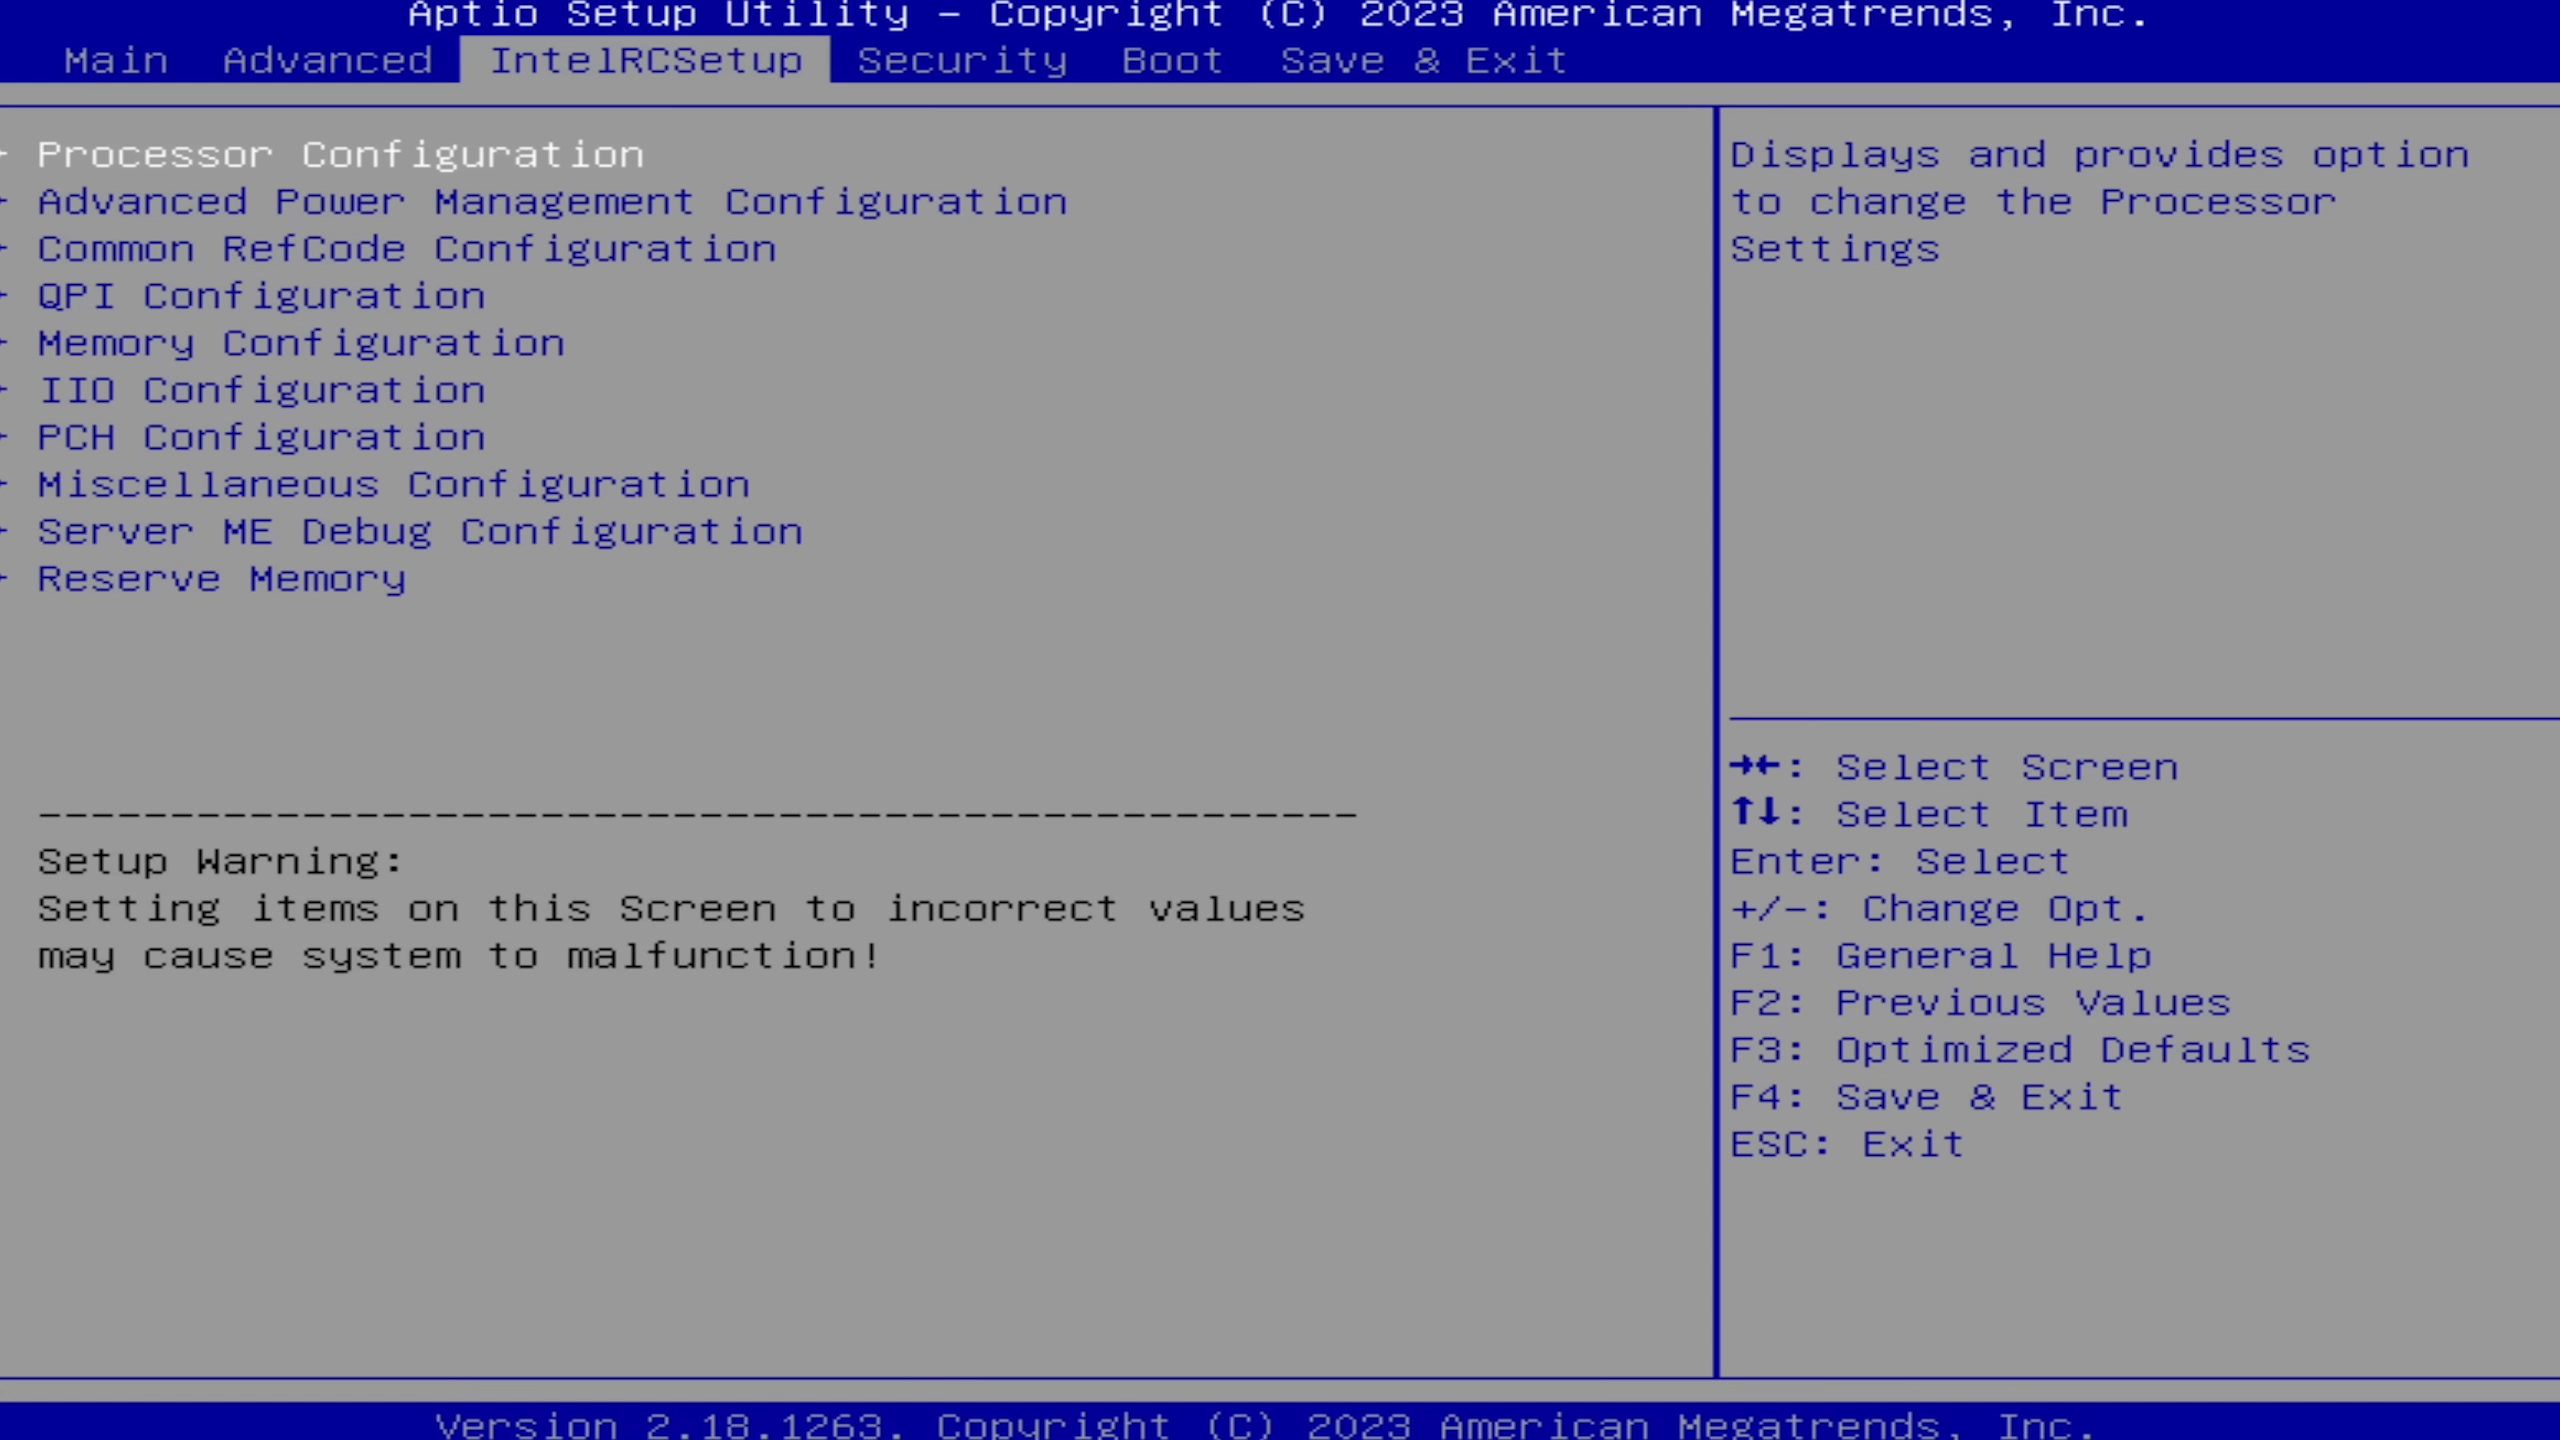 Aptio Setup Utility – Copyright (C) 2023 American Megatrends, Inc.
Main Advanced IntelRCSetup Security Boot Save & Exit
Processor Configuration
Advanced Power Management Configuration
Common RefCode Configuration
QPI Configuration
Memory Configuration
IIO Configuration
PCH Configuration
Miscellaneous Configuration
Server ME Debug Configuration
Reserve Memory
--------------------------------------------------
Setup Warning:
Setting items on this Screen to incorrect values
may cause system to malfunction!
Displays and provides option
to change the Processor
Settings
→←: Select Screen
↑↓: Select Item
Enter: Select
+/-: Change Opt.
F1: General Help
F2: Previous Values
F3: Optimized Defaults
F4: Save & Exit
ESC: Exit
Version 2.18.1263. Copyright (C) 2023 American Megatrends, Inc.